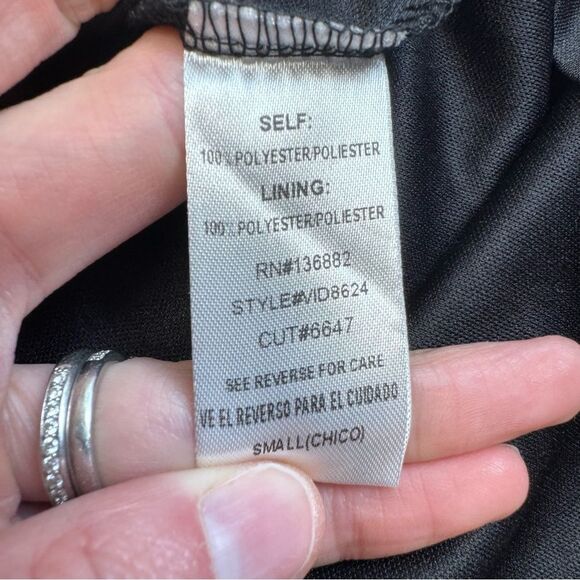 SELF:
100% POLYESTER/POLIESTER
LINING:
100% POLYESTER/POLIESTER
RN#136882
STYLE#VID8624
CUT#6647
SEE REVERSE FOR CARE
VE EL REVERSO PARA EL CUIDADO
SMALL(CHICO)